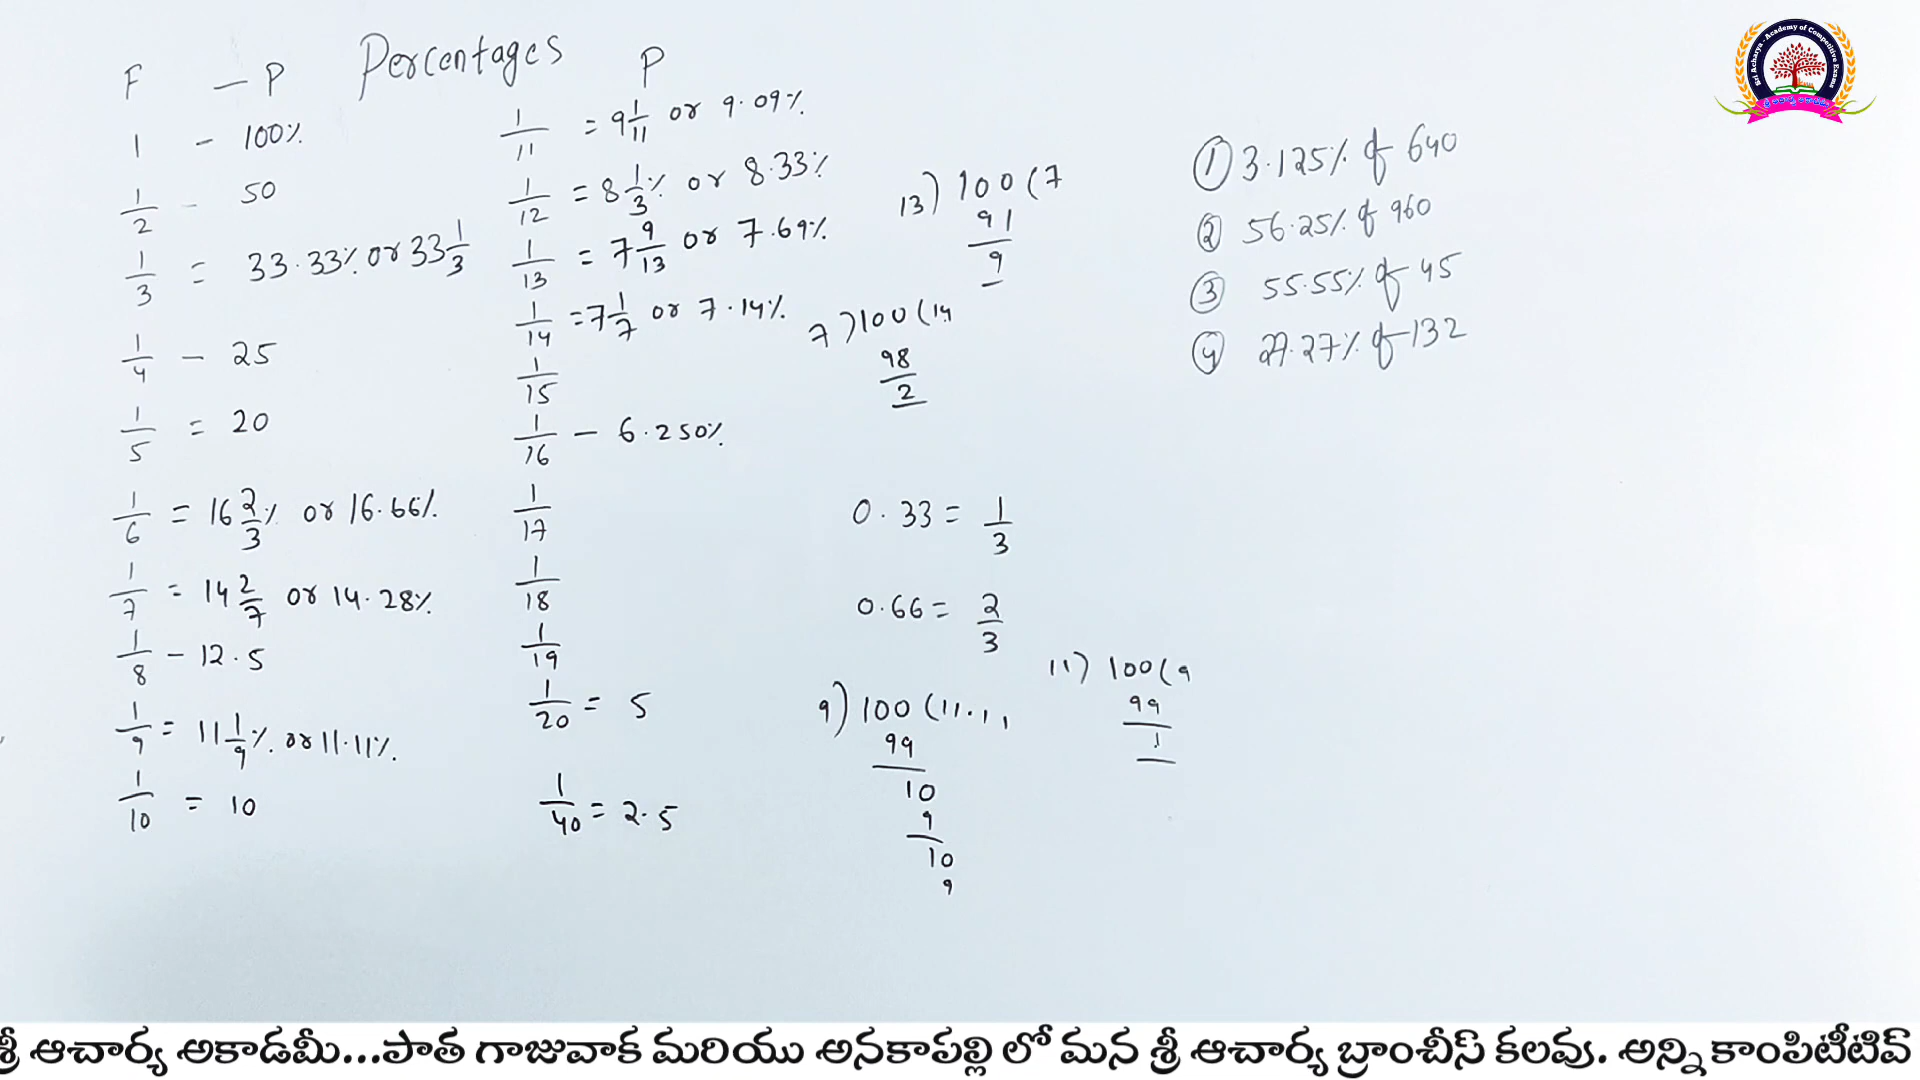 Percentages
F — P
1 - 100%
1/2 - 50
1/3 = 33.33% or 33 1/3
1/4 - 25
1/5 = 20
1/6 = 16 2/3% or 16.66%
1/7 = 14 2/7 or 14.28%
1/8 - 12.5
1/9 = 11 1/9% or 11.11%
1/10 = 10
P
1/11 = 9 1/11 or 9.09%
1/12 = 8 1/3% or 8.33%
1/13 = 7 9/13 or 7.69%
1/14 = 7 1/7 or 7.14%
1/15
1/16 - 6.250%
1/17
1/18
1/19
1/20 = 5
1/40 = 2.5
13) 100 (7
91
9
7) 100 (14
98
2
0.33 = 1/3
0.66 = 2/3
9) 100 (11.11
99
10
9
10
9
11) 100 (9
99
1
① 3.125% of 640
② 56.25% of 960
③ 55.55% of 45
④ 27.27% of 132
Sri Acharya - Academy of Competitive Exams
శ్రీ ఆచార్య అకాడమీ...పాత గాజువాక మరియు అనకాపల్లి లో మన శ్రీ ఆచార్య బ్రాంచీస్ కలవు. అన్ని కాంపిటీటివ్